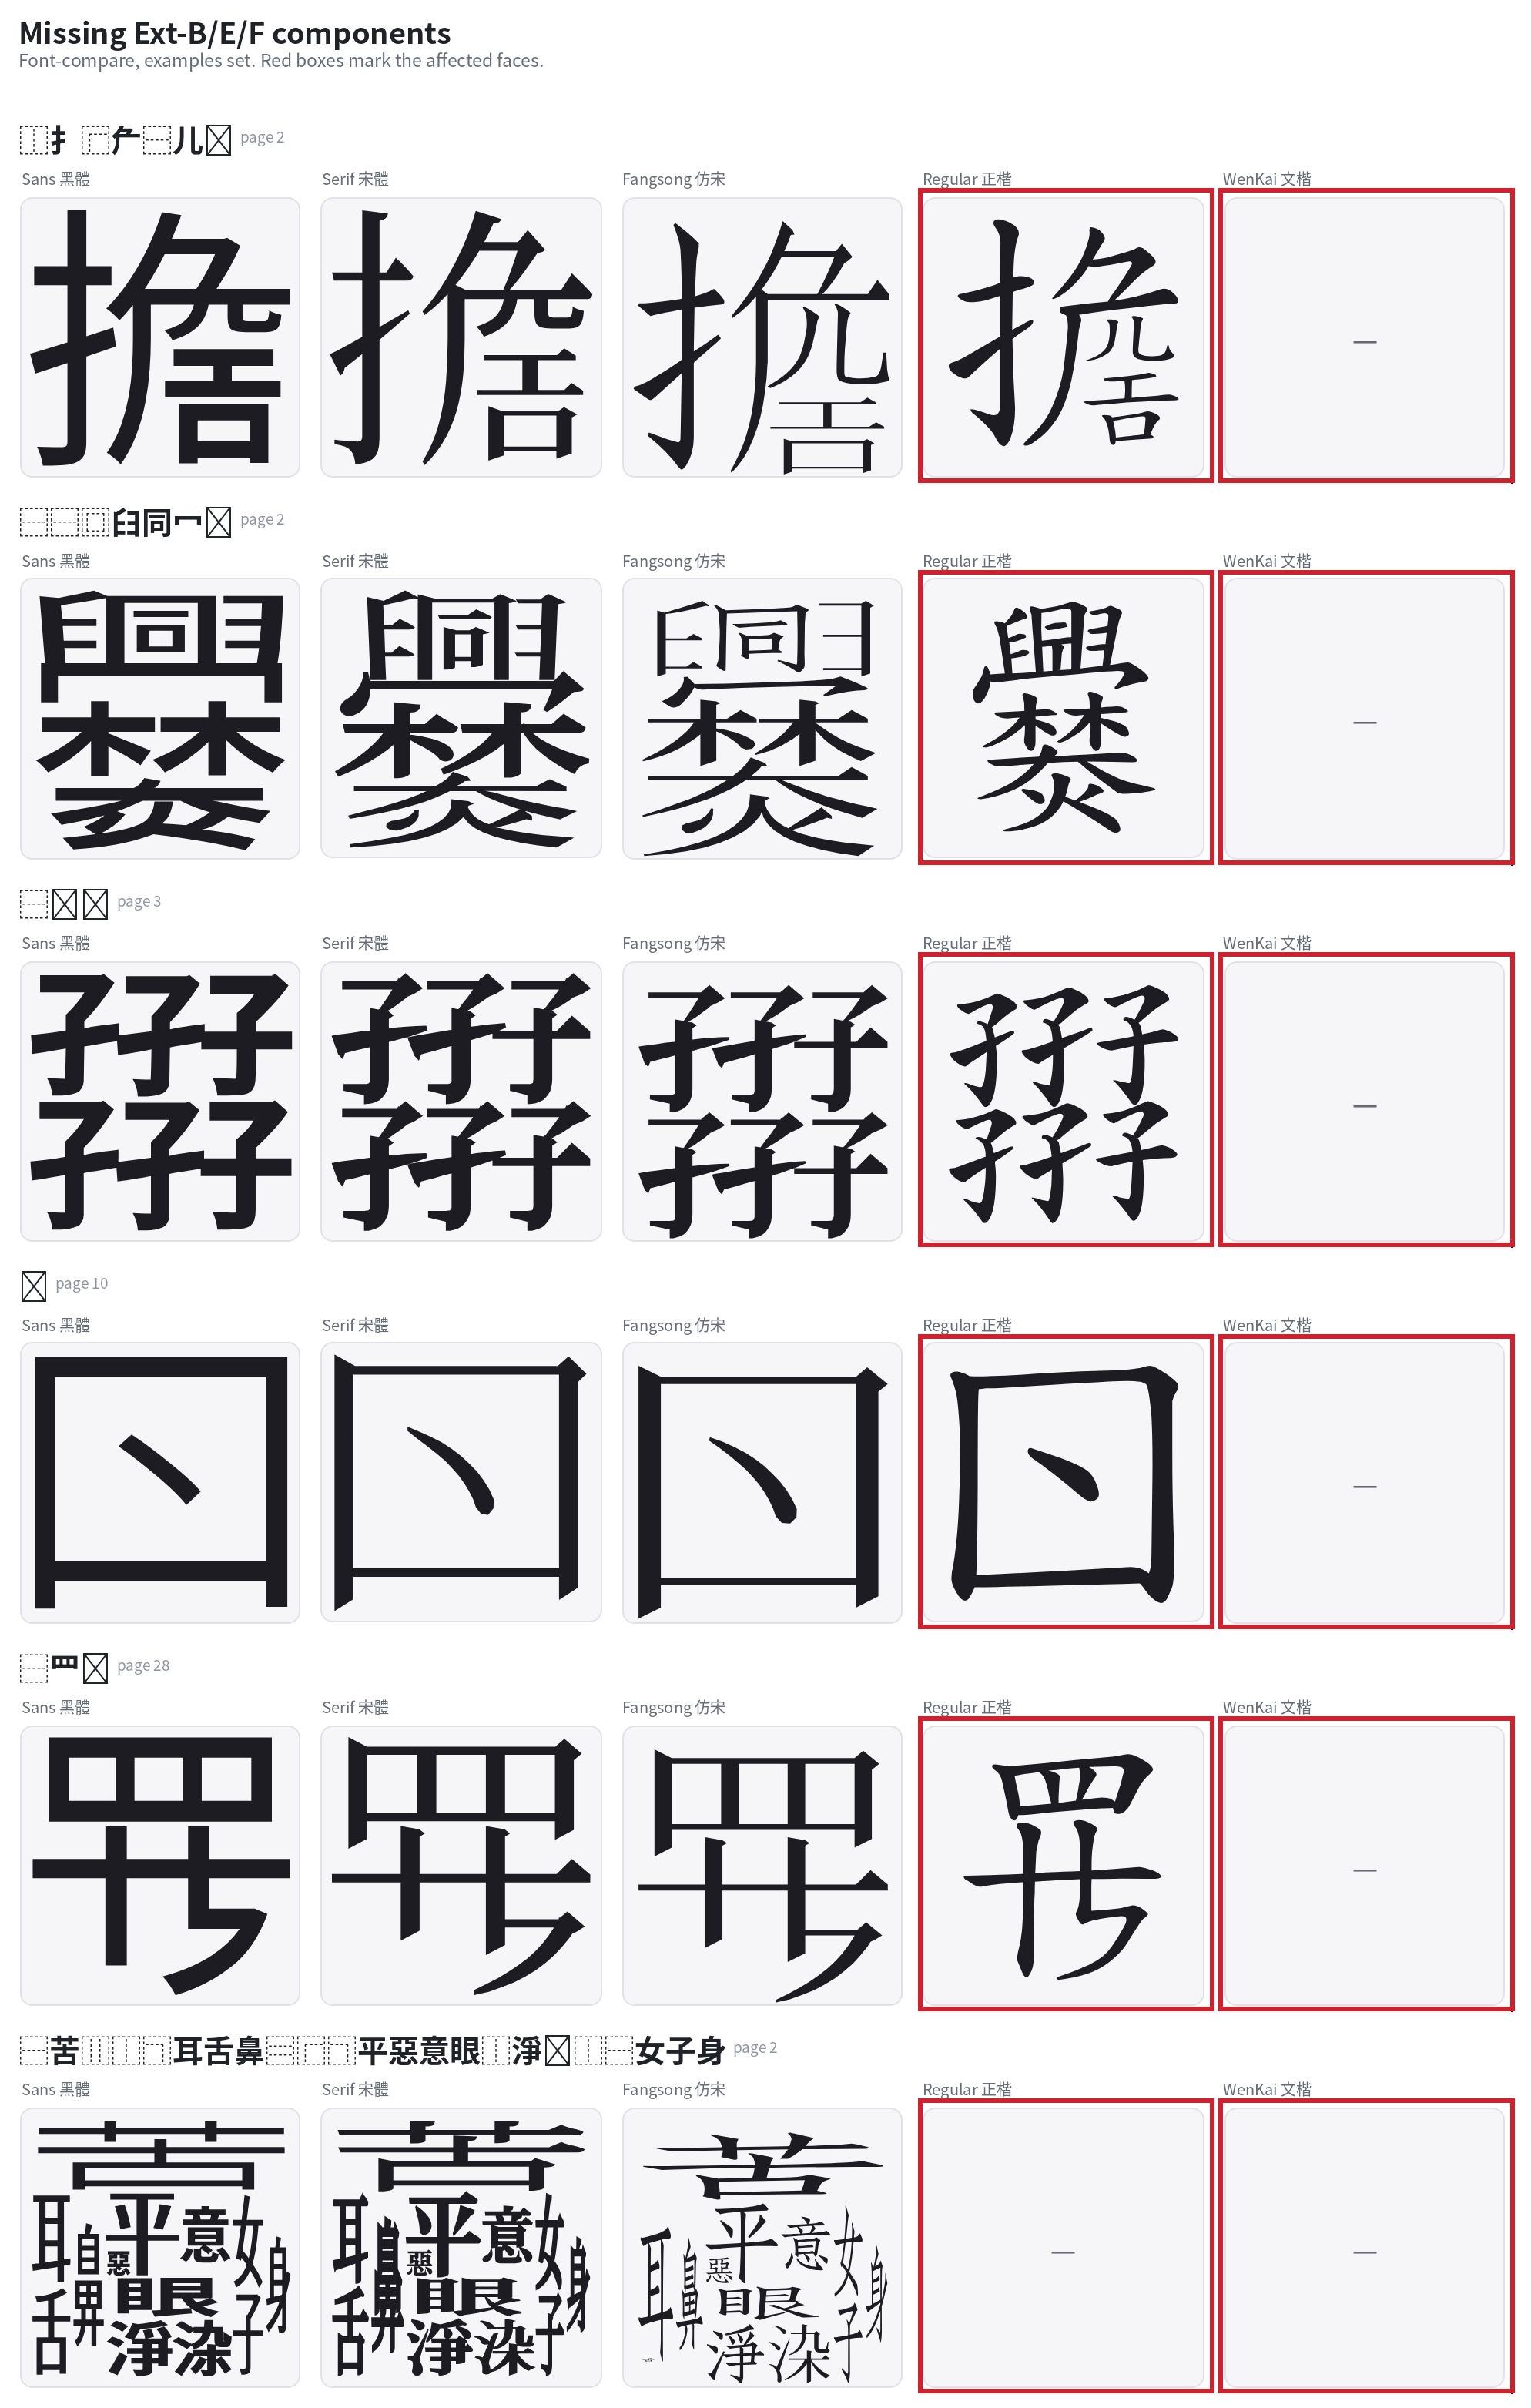 Missing Ext-B/E/F components
Font-compare, examples set. Red boxes mark the affected faces.
⿰扌⿸厃⿱儿 page 2
Sans 黑體 Serif 宋體 Fangsong 仿宋 Regular 正楷 WenKai 文楷
—
⿱⿱⿴臼同冖 page 2
Sans 黑體 Serif 宋體 Fangsong 仿宋 Regular 正楷 WenKai 文楷
—
⿱ page 3
Sans 黑體 Serif 宋體 Fangsong 仿宋 Regular 正楷 WenKai 文楷
—
page 10
Sans 黑體 Serif 宋體 Fangsong 仿宋 Regular 正楷 WenKai 文楷
—
⿱罒 page 28
Sans 黑體 Serif 宋體 Fangsong 仿宋 Regular 正楷 WenKai 文楷
—
⿱苦⿲⿰⿸耳舌鼻⿳⿸⿸平惡意眼⿰淨⿰⿱女子身 page 2
Sans 黑體 Serif 宋體 Fangsong 仿宋 Regular 正楷 WenKai 文楷
— —